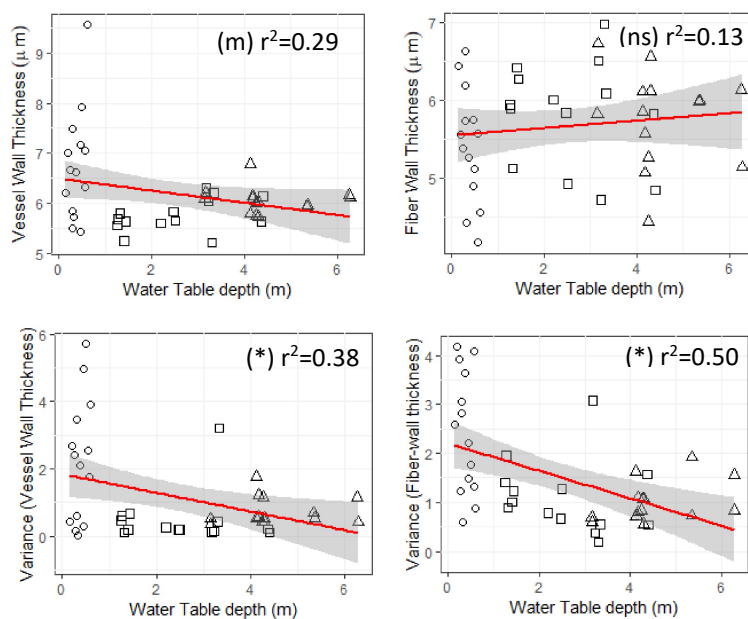 (m) r²=0.29
Vessel Wall Thickness (μm)
9
8
7
6
5
0
2
4
6
Water Table depth (m)
(ns) r²=0.13
Fiber Wall Thickness (μm)
7
6
5
0
2
4
6
Water Table depth (m)
(*) r²=0.38
Variance (Vessel Wall Thickness)
6
4
2
0
0
2
4
6
Water Table depth (m)
(*) r²=0.50
Variance (Fiber-wall thickness)
4
3
2
1
0
0
2
4
6
Water Table depth (m)